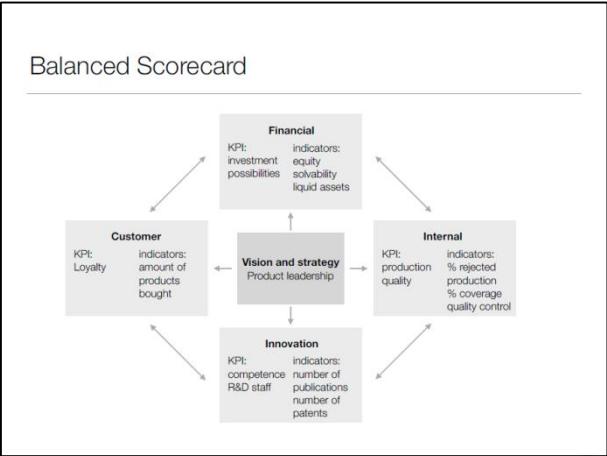 Balanced Scorecard
Financial
KPI:
investment
possibilities
indicators:
equity
solvability
liquid assets
Customer
KPI:
Loyalty
indicators:
amount of
products
bought
Vision and strategy
Product leadership
Internal
KPI:
production
quality
indicators:
% rejected
production
% coverage
quality control
Innovation
KPI:
competence
R&D staff
indicators:
number of
publications
number of
patents